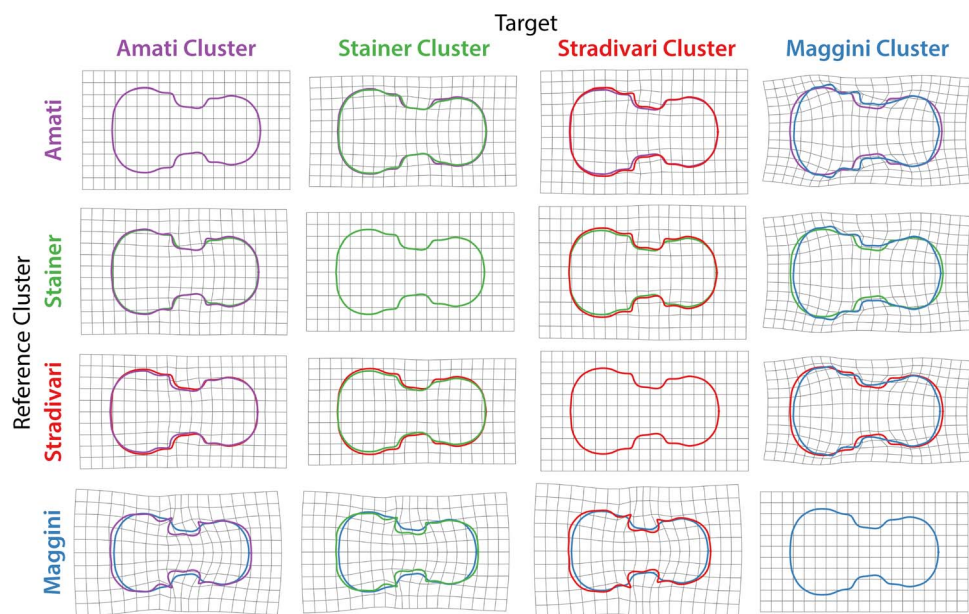 Target
Amati Cluster
Stainer Cluster
Stradivari Cluster
Maggini Cluster
Reference Cluster
Amati
Stainer
Stradivari
Maggini